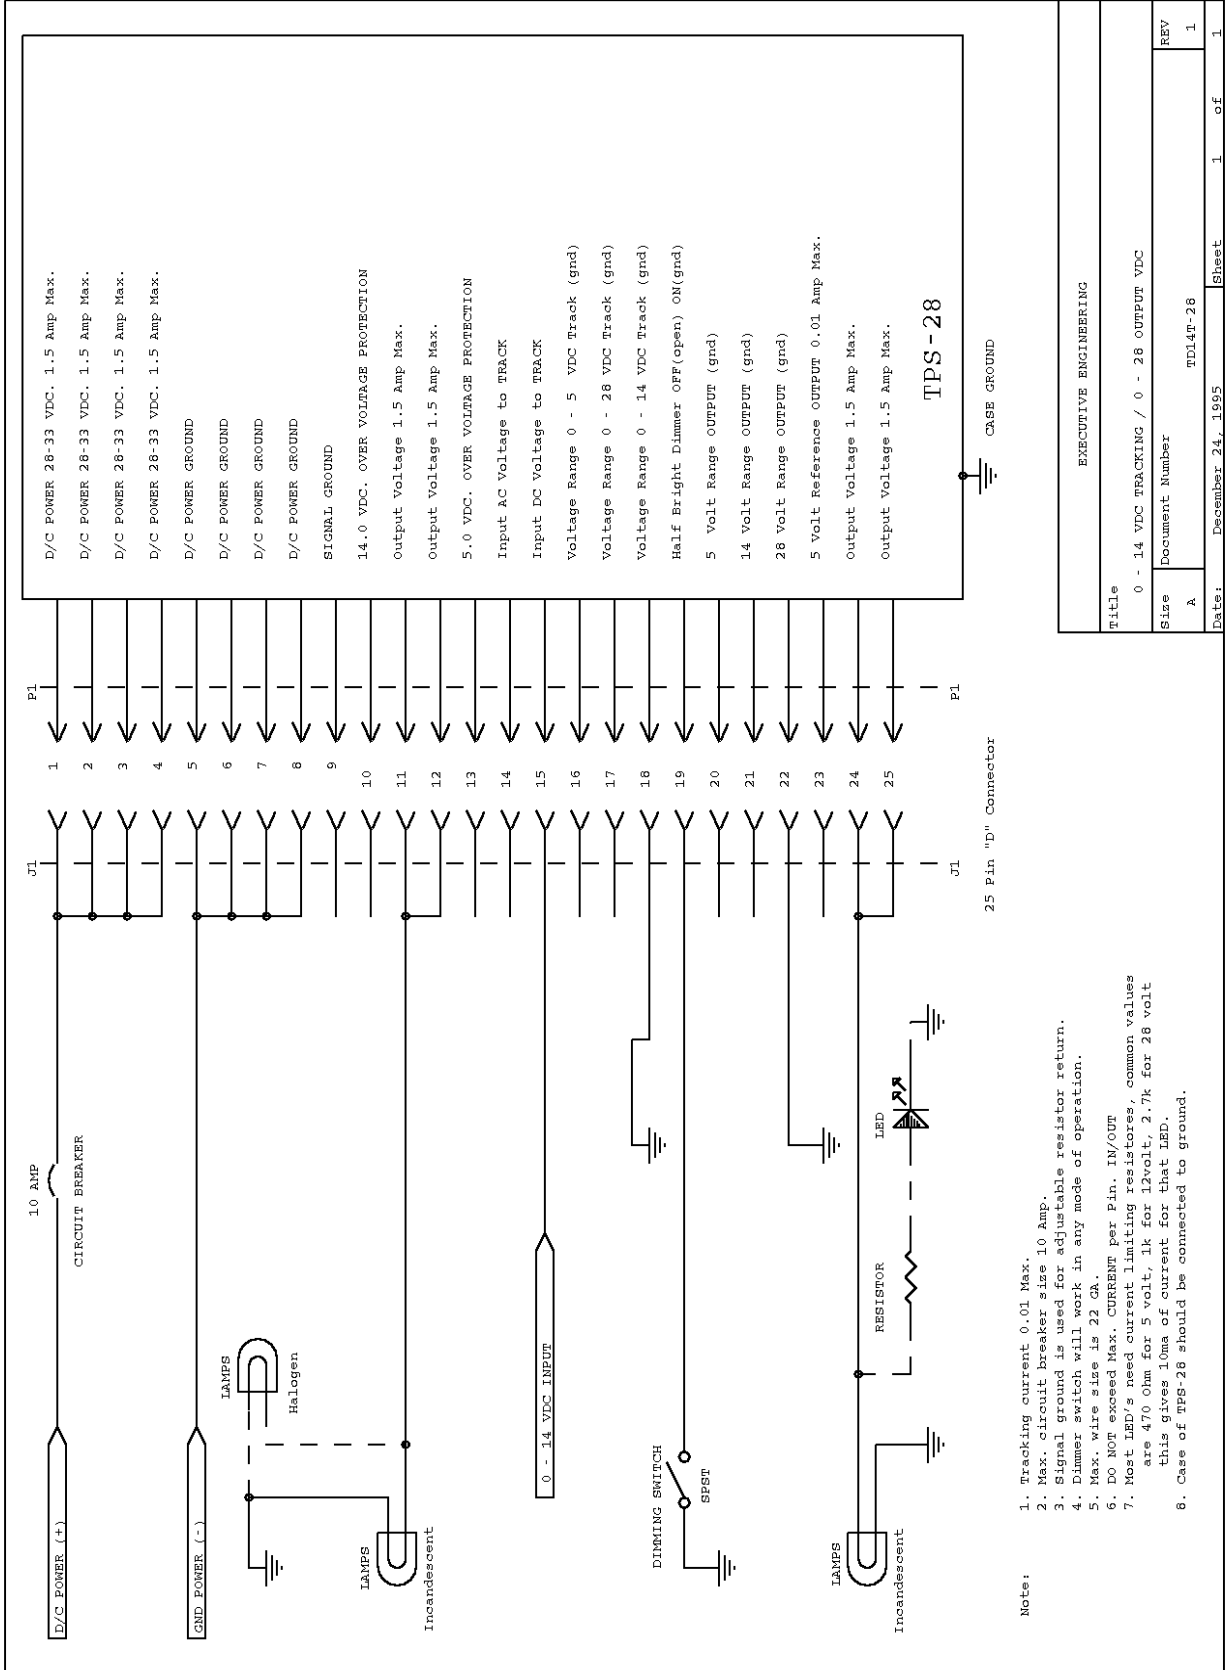 D/C POWER (+)
10 AMP
CIRCUIT BREAKER
GND POWER (-)
LAMPS
Halogen
LAMPS
Incandescent
0 - 14 VDC INPUT
DIMMING SWITCH
SPST
RESISTOR
LED
LAMPS
Incandescent
J1
P1
1
2
3
4
5
6
7
8
9
10
11
12
13
14
15
16
17
18
19
20
21
22
23
24
25
J1
P1
25 Pin "D" Connector
D/C POWER 28-33 VDC. 1.5 Amp Max.
D/C POWER 28-33 VDC. 1.5 Amp Max.
D/C POWER 28-33 VDC. 1.5 Amp Max.
D/C POWER 28-33 VDC. 1.5 Amp Max.
D/C POWER GROUND
D/C POWER GROUND
D/C POWER GROUND
D/C POWER GROUND
SIGNAL GROUND
14.0 VDC. OVER VOLTAGE PROTECTION
Output Voltage 1.5 Amp Max.
Output Voltage 1.5 Amp Max.
5.0 VDC. OVER VOLTAGE PROTECTION
Input AC Voltage to TRACK
Input DC Voltage to TRACK
Voltage Range 0 - 5 VDC Track (gnd)
Voltage Range 0 - 28 VDC Track (gnd)
Voltage Range 0 - 14 VDC Track (gnd)
Half Bright Dimmer OFF(open) ON(gnd)
5 Volt Range OUTPUT (gnd)
14 Volt Range OUTPUT (gnd)
28 Volt Range OUTPUT (gnd)
5 Volt Reference OUTPUT 0.01 Amp Max.
Output Voltage 1.5 Amp Max.
Output Voltage 1.5 Amp Max.
TPS-28
CASE GROUND
Note:
1. Tracking current 0.01 Max.
2. Max. circuit breaker size 10 Amp.
3. Signal ground is used for adjustable resistor return.
4. Dimmer switch will work in any mode of operation.
5. Max. wire size is 22 GA.
6. DO NOT exceed Max. CURRENT per Pin. IN/OUT
7. Most LED's need current limiting resistores, common values
are 470 Ohm for 5 volt, 1k for 12volt, 2.7k for 28 volt
this gives 10ma of current for that LED.
8. Case of TPS-28 should be connected to ground.
EXECUTIVE ENGINEERING
Title
0 - 14 VDC TRACKING / 0 - 28 OUTPUT VDC
Size Document Number REV
A TD14T-28 1
Date: December 24, 1995 Sheet 1 of 1